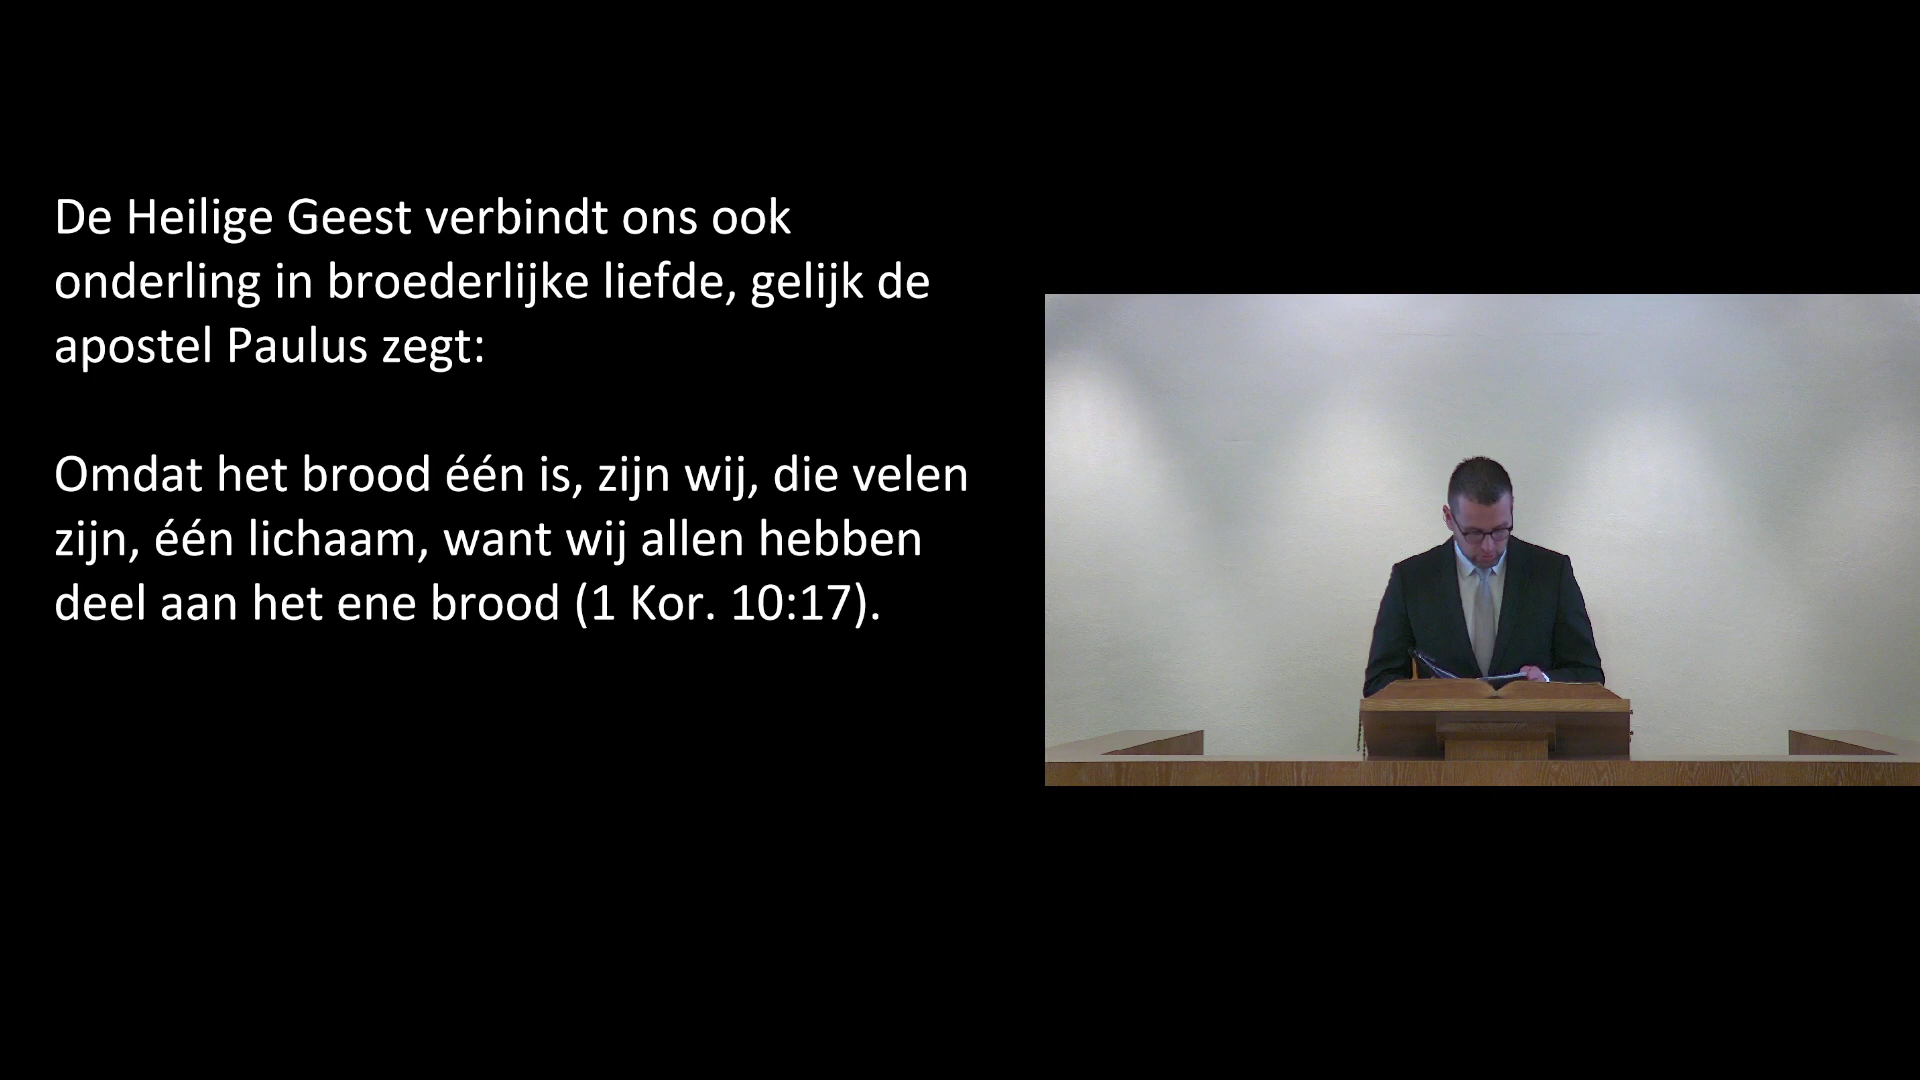 De Heilige Geest verbindt ons ook
onderling in broederlijke liefde, gelijk de
apostel Paulus zegt:
Omdat het brood één is, zijn wij, die velen
zijn, één lichaam, want wij allen hebben
deel aan het ene brood (1 Kor. 10:17).